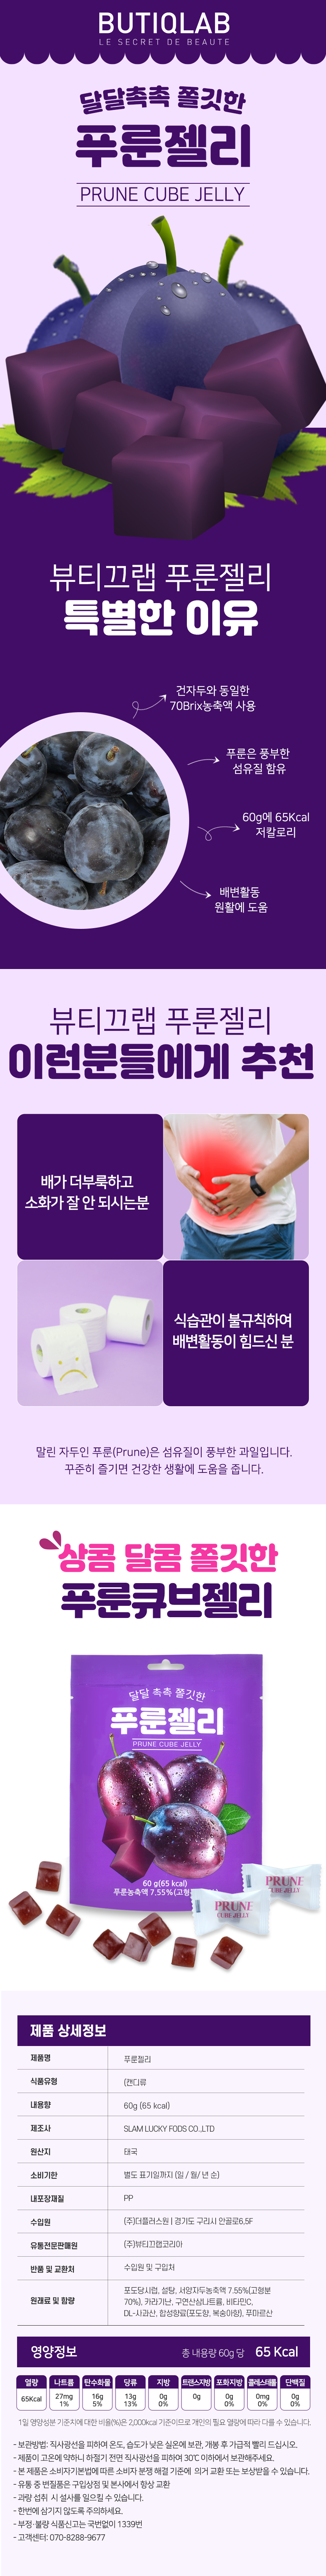 BUTIQLAB
LE SECRET DE BEAUTE
달달촉촉 쫄깃한
푸룬젤리
PRUNE CUBE JELLY
뷰티끄랩 푸룬젤리
특별한 이유
건자두와 동일한
70Brix농축액 사용
푸룬은 풍부한
섬유질 함유
60g에 65Kcal
저칼로리
배변활동
원활에 도움
뷰티끄랩 푸룬젤리
이런분들에게 추천
배가 더부룩하고
소화가 잘 안 되시는분
식습관이 불규칙하여
배변활동이 힘드신 분
말린 자두인 푸룬(Prune)은 섬유질이 풍부한 과일입니다.
꾸준히 즐기면 건강한 생활에 도움을 줍니다.
상콤 달콤 쫄깃한
푸룬큐브젤리
달달 촉촉 쫄깃한
푸룬젤리
PRUNE CUBE JELLY
60 g(65 kcal)
푸룬농축액 7.55%(고형
PRUNE
CUBE JELLY
PRUNE
CUBE JELLY
제품 상세정보
제품명 푸룬젤리
식품유형 (캔디류
내용량 60g (65 kcal)
제조사 SLAM LUCKY FODS CO.,LTD
원산지 태국
소비기한 별도 표기일까지 (일 / 월/ 년 순)
내포장재질 PP
수입원 (주)더플러스원 | 경기도 구리시 안골로6,5F
유통전문판매원 (주)뷰티끄랩코리아
반품 및 교환처 수입원 및 구입처
원래료 및 함량 포도당시럽, 설탕, 서양자두농축액 7.55%(고형분
70%), 카라기난, 구연산삼나트륨, 비타민C,
DL-사과산, 합성향료(포도향, 복숭아향), 푸마르산
영양정보 총 내용량 60g 당 65 Kcal
열량 나트륨 탄수화물 당류 지방 트랜스지방 포화지방 콜레스테롤 단백질
65Kcal 27mg 16g 13g 0g 0g 0g 0mg 0g
1% 5% 13% 0% 0% 0% 0%
1일 영양성분 기준치에 대한 비율(%)은 2,000kcal 기준이므로 개인의 필요 열량에 따라 다를 수 있습니다.
- 보관방법: 직사광선을 피하여 온도, 습도가 낮은 실온에 보관, 개봉 후 가급적 빨리 드십시오.
- 제품이 고온에 약하니 하절기 전면 직사광선을 피하여 30℃ 이하에서 보관해주세요.
- 본 제품은 소비자기본법에 따른 소비자 분쟁 해결 기준에 의거 교환 또는 보상받을 수 있습니다.
- 유통 중 변질품은 구입상점 및 본사에서 항상 교환
- 과량 섭취 시 설사를 일으킬 수 있습니다.
- 한번에 삼키지 않도록 주의하세요.
- 부정·불량 식품신고는 국번없이 1339번
- 고객센터: 070-8288-9677